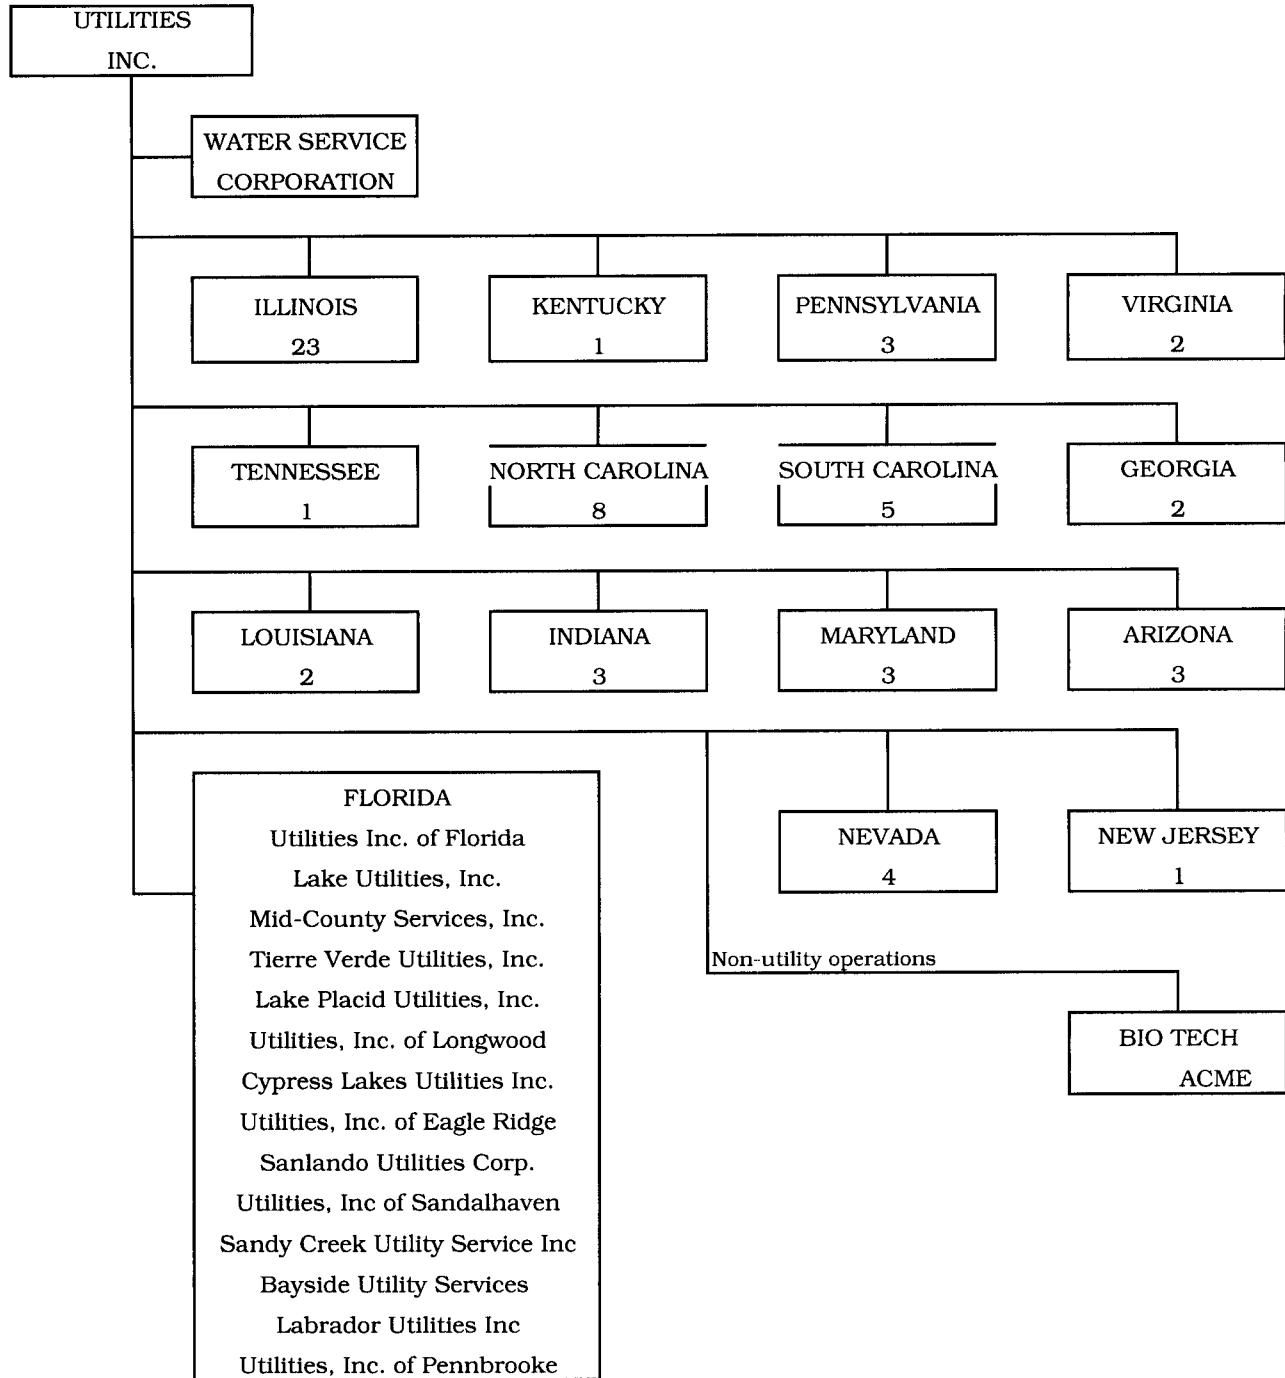 UTILITIES
INC.
WATER SERVICE
CORPORATION
ILLINOIS
23
KENTUCKY
1
PENNSYLVANIA
3
VIRGINIA
2
TENNESSEE
1
NORTH CAROLINA
8
SOUTH CAROLINA
5
GEORGIA
2
LOUISIANA
2
INDIANA
3
MARYLAND
3
ARIZONA
3
FLORIDA
Utilities Inc. of Florida
Lake Utilities, Inc.
Mid-County Services, Inc.
Tierre Verde Utilities, Inc.
Lake Placid Utilities, Inc.
Utilities, Inc. of Longwood
Cypress Lakes Utilities Inc.
Utilities, Inc. of Eagle Ridge
Sanlando Utilities Corp.
Utilities, Inc of Sandalhaven
Sandy Creek Utility Service Inc
Bayside Utility Services
Labrador Utilities Inc
Utilities, Inc. of Pennbrooke
NEVADA
4
NEW JERSEY
1
Non-utility operations
BIO TECH
ACME